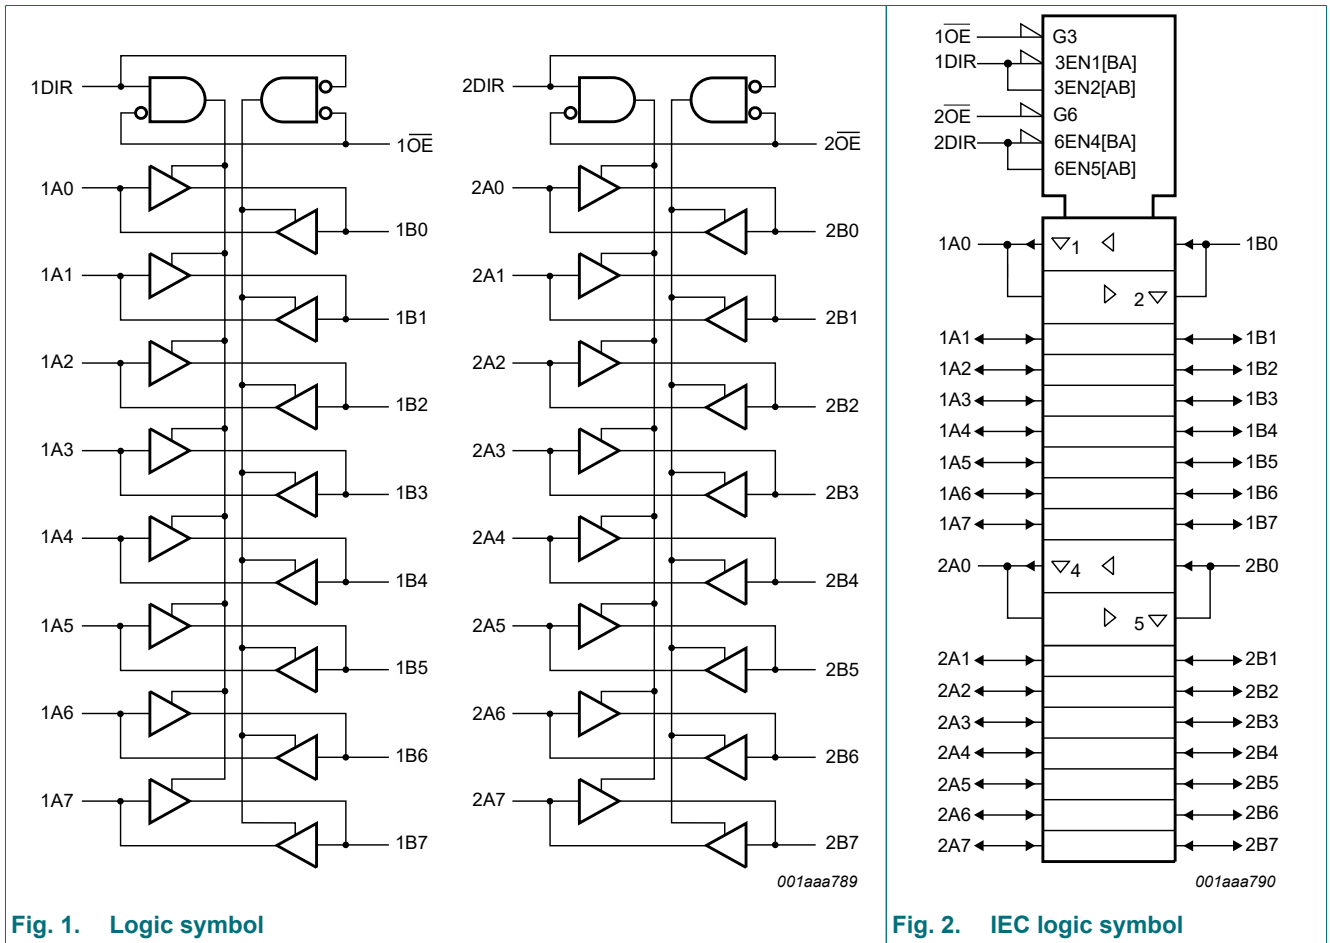 1DIR
1O̅E̅
1A0
1B0
1A1
1B1
1A2
1B2
1A3
1B3
1A4
1B4
1A5
1B5
1A6
1B6
1A7
1B7
2DIR
2O̅E̅
2A0
2B0
2A1
2B1
2A2
2B2
2A3
2B3
2A4
2B4
2A5
2B5
2A6
2B6
2A7
2B7
001aaa789
Fig. 1. Logic symbol
1O̅E̅ G3
1DIR 3EN1[BA]
3EN2[AB]
2O̅E̅ G6
2DIR 6EN4[BA]
6EN5[AB]
1A0 1 1B0
2
1A1 1B1
1A2 1B2
1A3 1B3
1A4 1B4
1A5 1B5
1A6 1B6
1A7 1B7
2A0 4 2B0
5
2A1 2B1
2A2 2B2
2A3 2B3
2A4 2B4
2A5 2B5
2A6 2B6
2A7 2B7
001aaa790
Fig. 2. IEC logic symbol